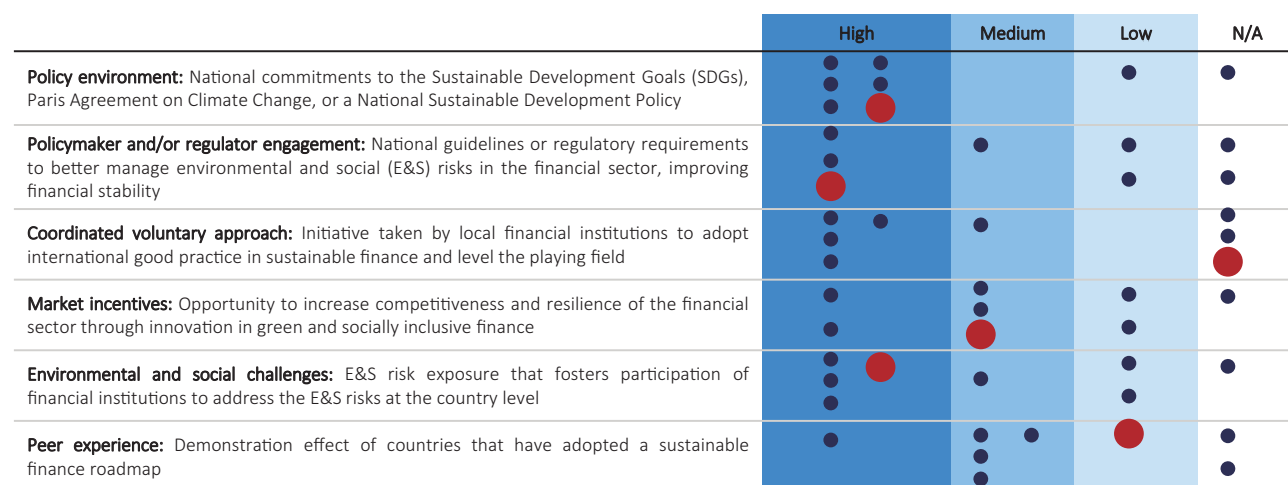 High Medium Low N/A
Policy environment: National commitments to the Sustainable Development Goals (SDGs),
Paris Agreement on Climate Change, or a National Sustainable Development Policy
Policymaker and/or regulator engagement: National guidelines or regulatory requirements
to better manage environmental and social (E&S) risks in the financial sector, improving
financial stability
Coordinated voluntary approach: Initiative taken by local financial institutions to adopt
international good practice in sustainable finance and level the playing field
Market incentives: Opportunity to increase competitiveness and resilience of the financial
sector through innovation in green and socially inclusive finance
Environmental and social challenges: E&S risk exposure that fosters participation of
financial institutions to address the E&S risks at the country level
Peer experience: Demonstration effect of countries that have adopted a sustainable
finance roadmap